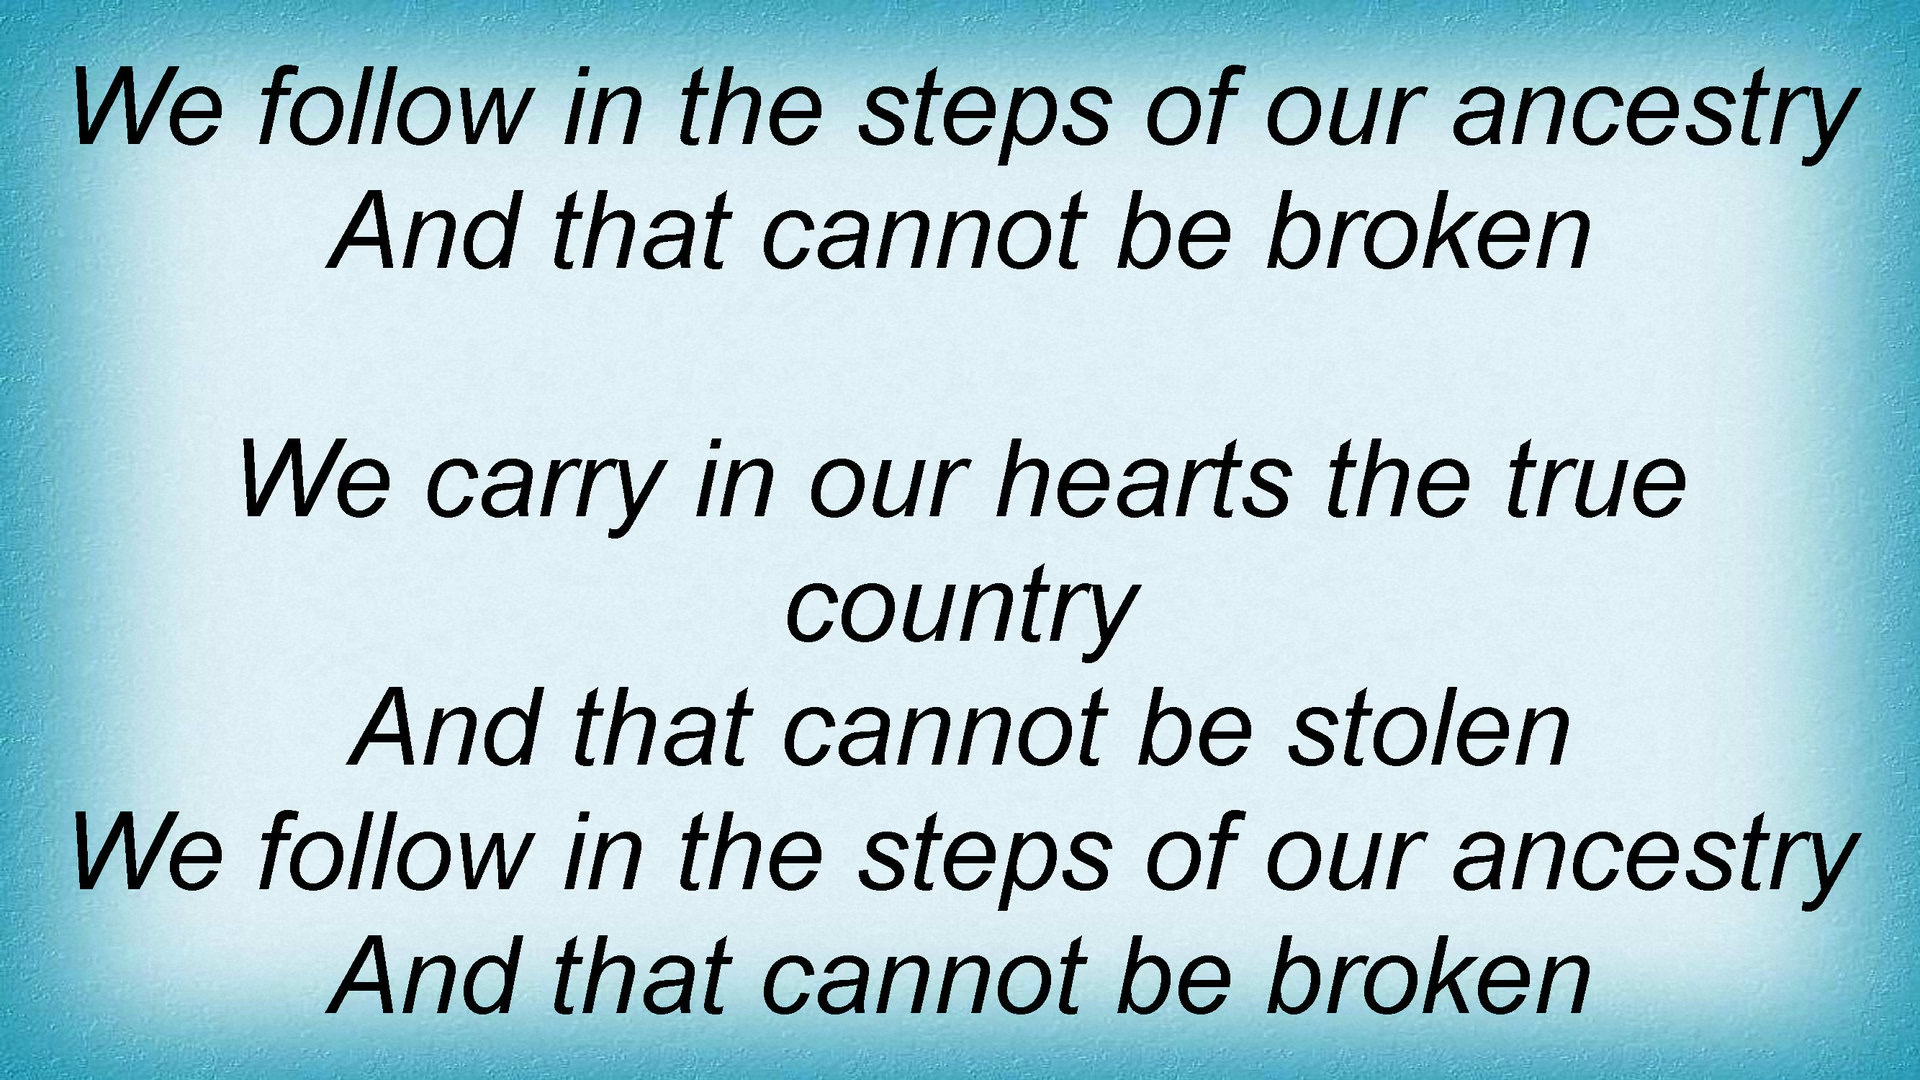 We follow in the steps of our ancestry
And that cannot be broken
We carry in our hearts the true
country
And that cannot be stolen
We follow in the steps of our ancestry
And that cannot be broken